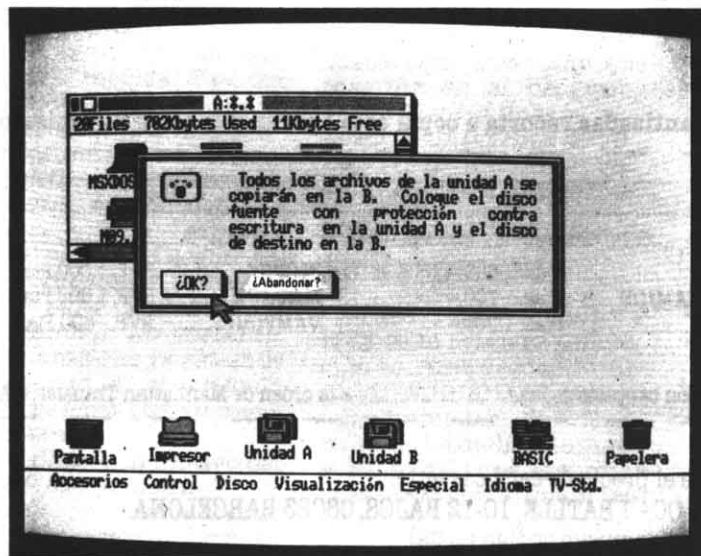 A:*.*
20Files 702Kbytes Used 11Kbytes Free
MSXDOS
M09.
Todos los archivos de la unidad A se
copiarán en la B. Coloque el disco
fuente con protección contra
escritura en la unidad A y el disco
de destino en la B.
¿OK? ¿Abandonar?
Pantalla Impresor Unidad A Unidad B BASIC Papelera
Accesorios Control Disco Visualización Especial Idioma TV-Std.